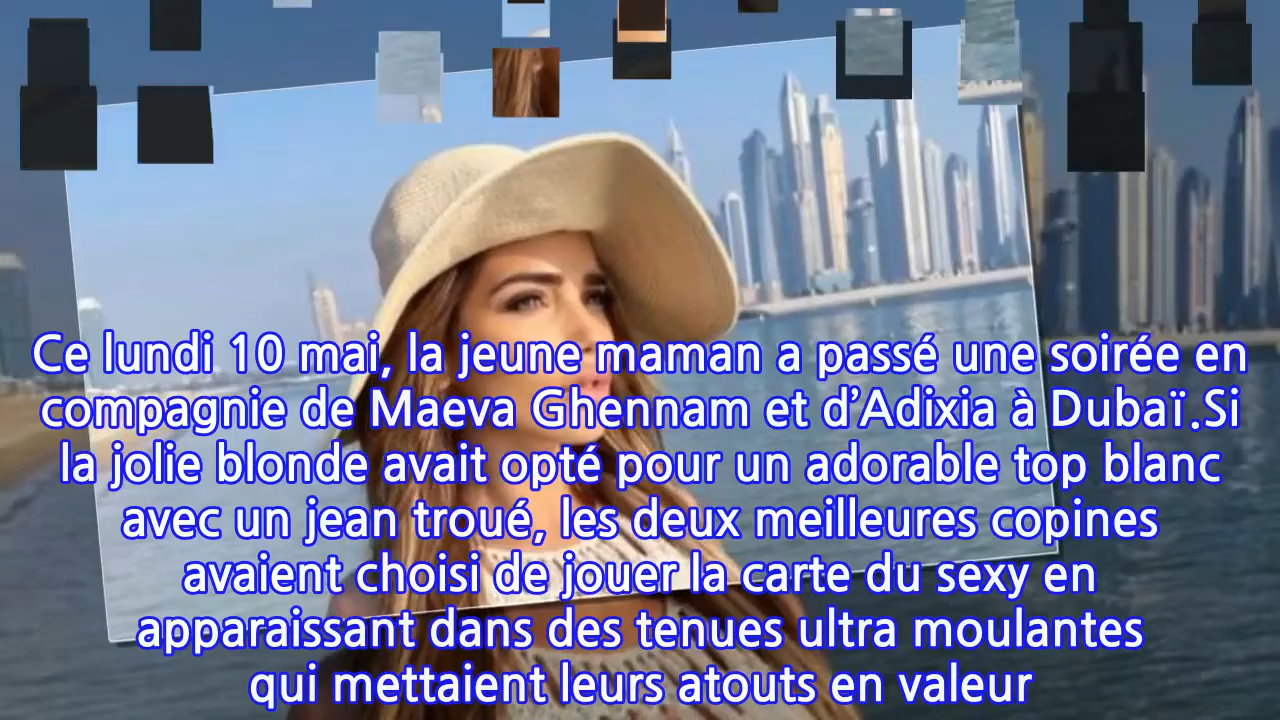 Ce lundi 10 mai, la jeune maman a passé une soirée en
compagnie de Maeva Ghennam et d’Adixia à Dubaï.Si
la jolie blonde avait opté pour un adorable top blanc
avec un jean troué, les deux meilleures copines
avaient choisi de jouer la carte du sexy en
apparaissant dans des tenues ultra moulantes
qui mettaient leurs atouts en valeur